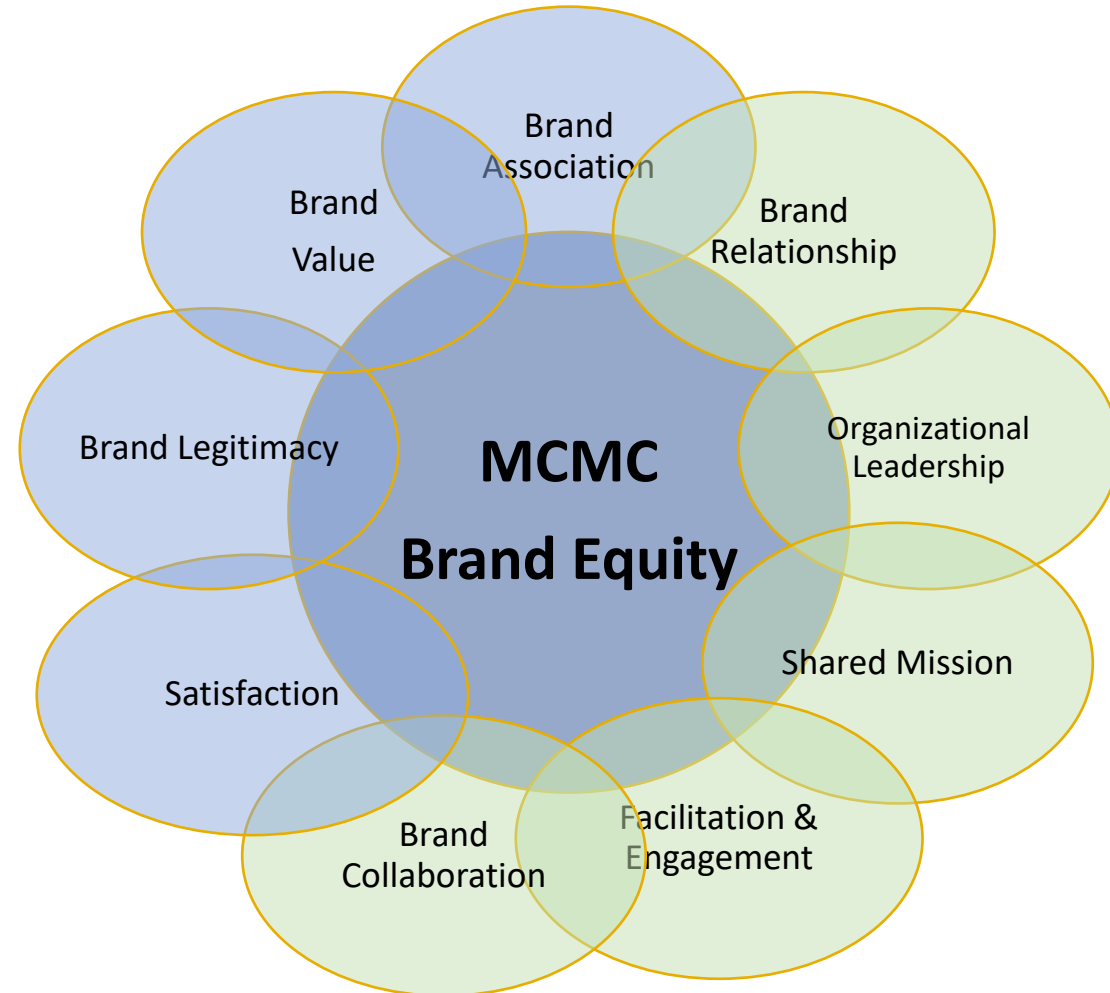 Brand
Association
Brand
Relationship
Brand
Value
Organizational
Leadership
Brand Legitimacy
MCMC
Brand Equity
Shared Mission
Satisfaction
Facilitation &
Engagement
Brand
Collaboration